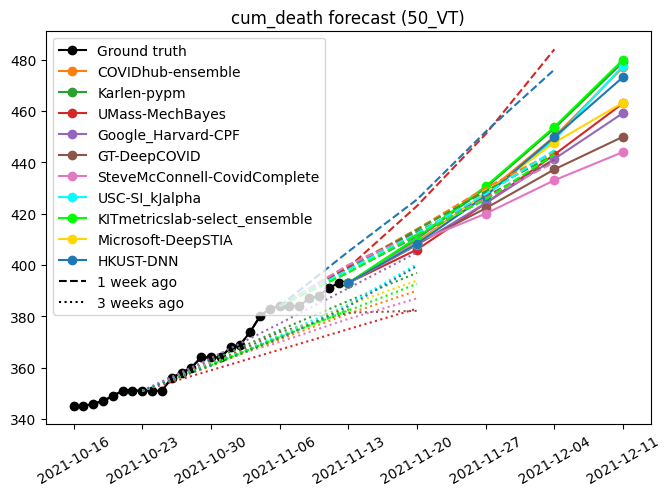 cum_death forecast (50_VT)
480
460
440
420
400
380
360
340
Ground truth
COVIDhub-ensemble
Karlen-pypm
UMass-MechBayes
Google_Harvard-CPF
GT-DeepCOVID
SteveMcConnell-CovidComplete
USC-SI_kJalpha
KITmetricslab-select_ensemble
Microsoft-DeepSTIA
HKUST-DNN
1 week ago
3 weeks ago
2021-10-16
2021-10-23
2021-10-30
2021-11-06
2021-11-13
2021-11-20
2021-11-27
2021-12-04
2021-12-11